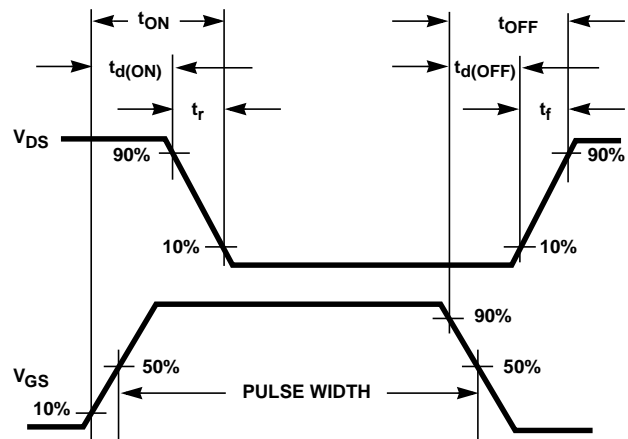 tON
tOFF
td(ON)
td(OFF)
tr
tf
VDS
90%
90%
10%
10%
90%
VGS
50%
PULSE WIDTH
50%
10%